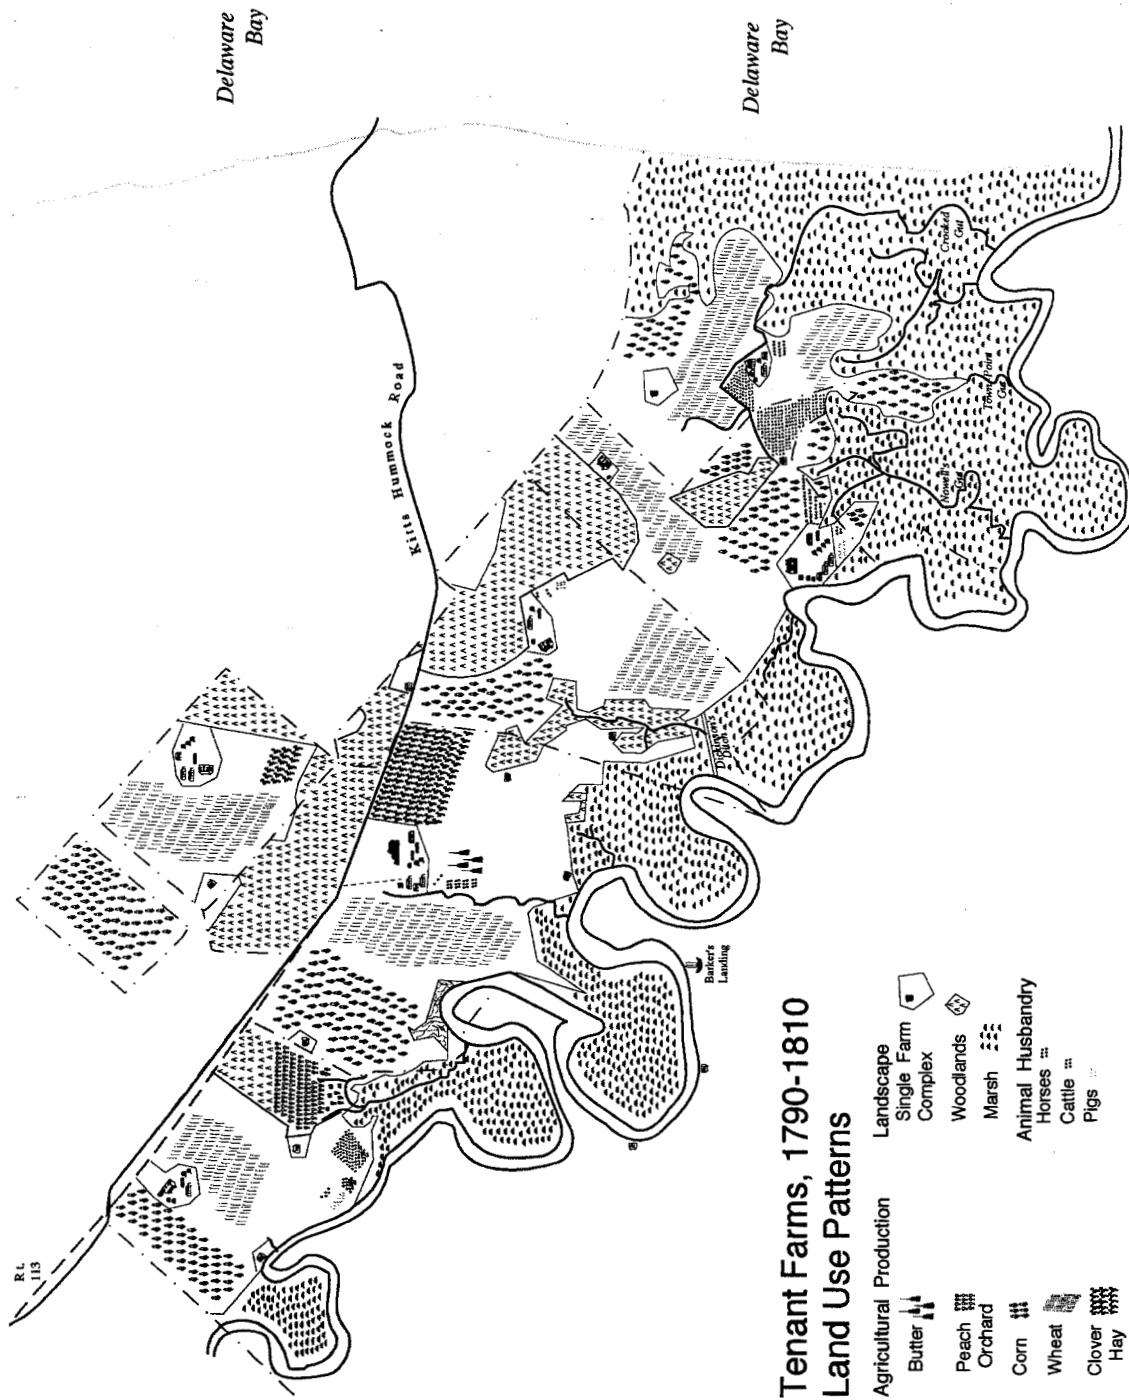 Delaware
Bay
Delaware
Bay
Kitts Hummock Road
Rt.
113
Crooked
Gut
Town Point
Gut
Nowell's
Gut
Dickinson
Ditch
Barker's
Landing
Tenant Farms, 1790-1810
Land Use Patterns
Agricultural Production
Butter
Peach
Orchard
Corn
Wheat
Clover
Hay
Landscape
Single Farm
Complex
Woodlands
Marsh
Animal Husbandry
Horses
Cattle
Pigs